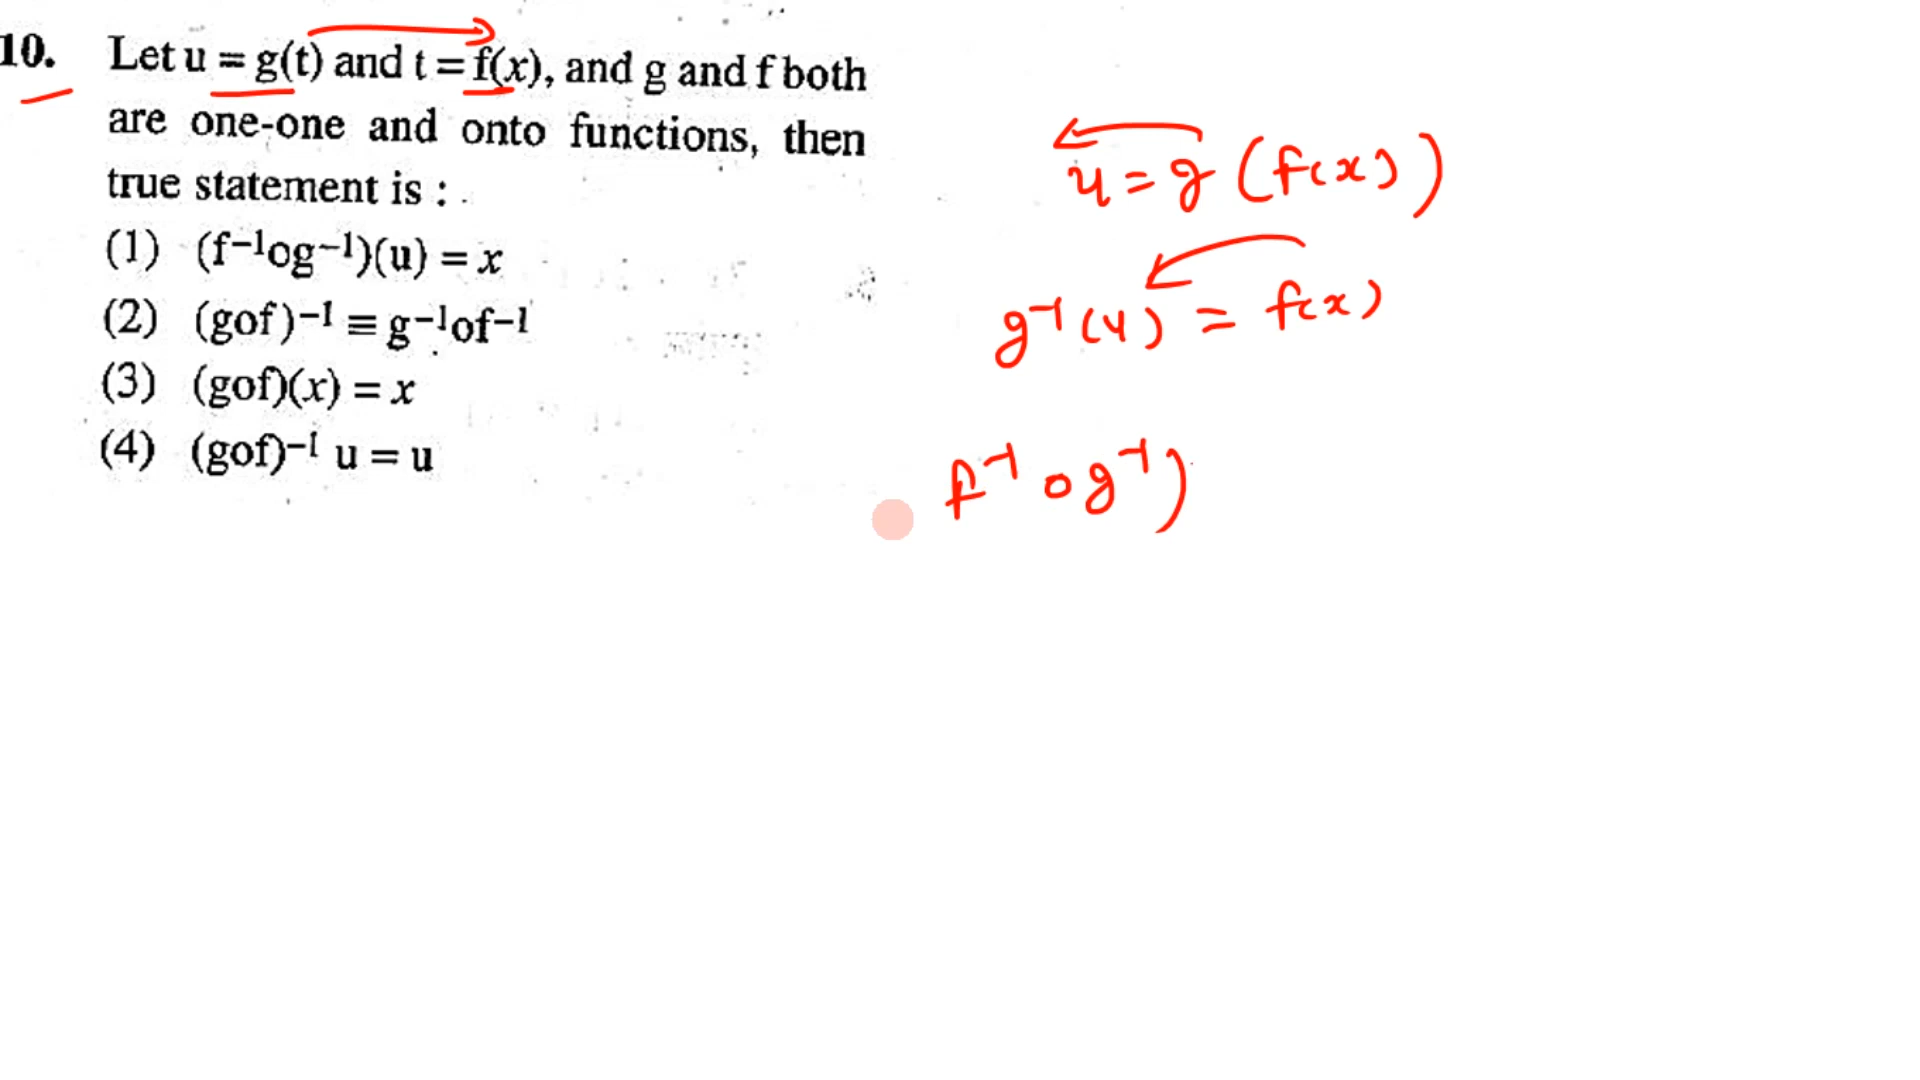 10. Let u = g(t) and t = f(x), and g and f both
are one-one and onto functions, then
true statement is :
(1) (f⁻¹og⁻¹)(u) = x
(2) (gof)⁻¹ ≡ g⁻¹of⁻¹
(3) (gof)(x) = x
(4) (gof)⁻¹ u = u
u = g (f(x))
g⁻¹(u) = f(x)
f⁻¹og⁻¹)